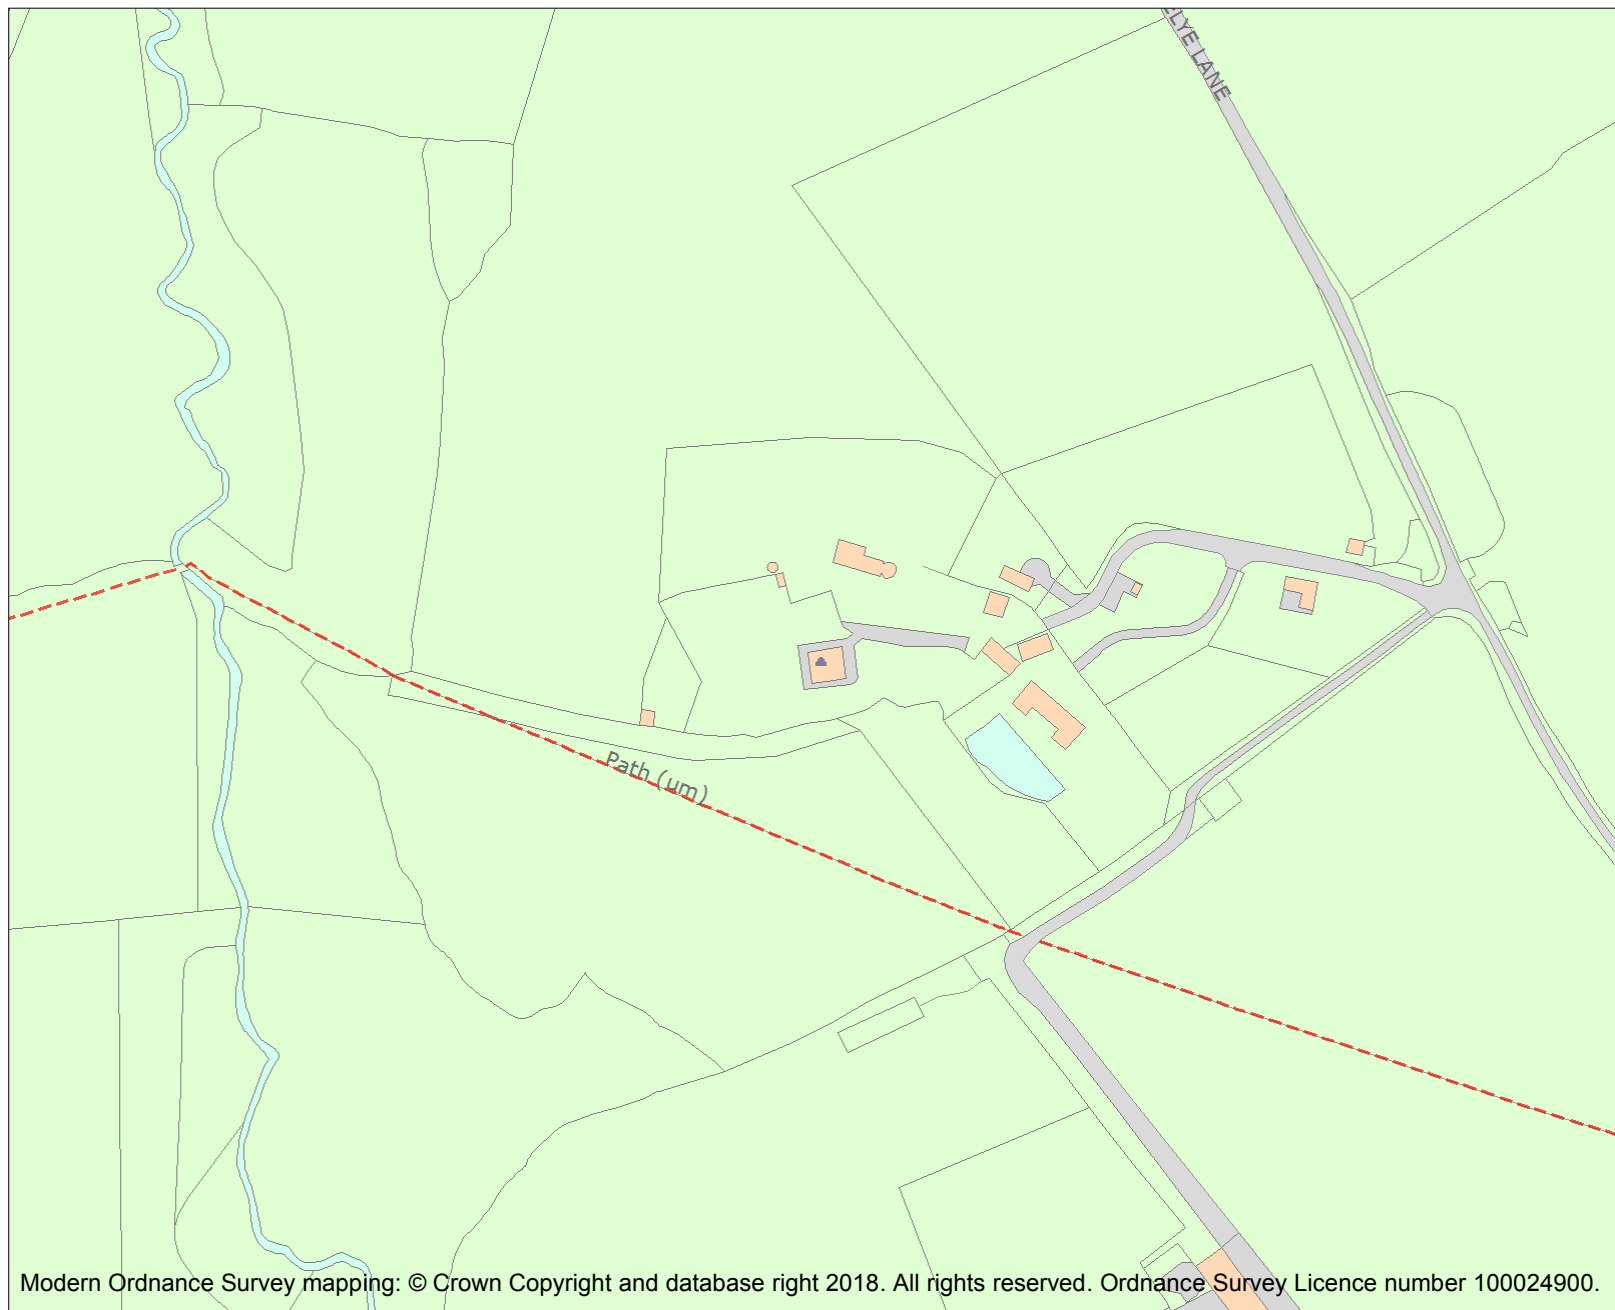 LYE LANE
Path (um)
Modern Ordnance Survey mapping: © Crown Copyright and database right 2018. All rights reserved. Ordnance Survey Licence number 100024900.